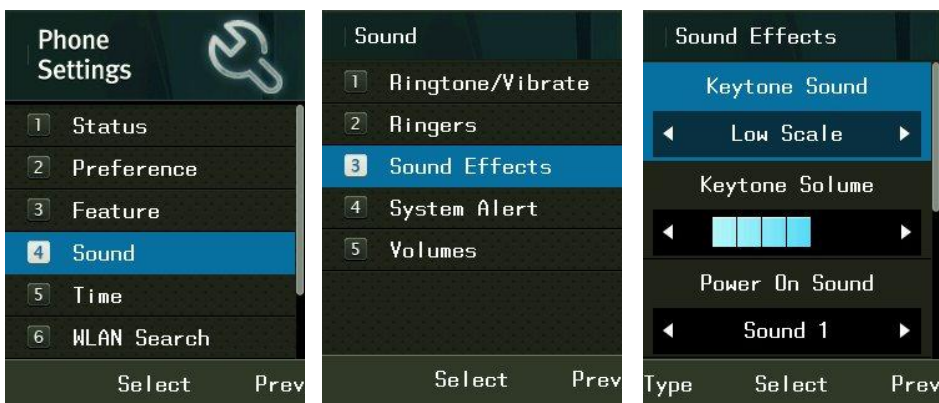 Phone
Settings
1 Status
2 Preference
3 Feature
4 Sound
5 Time
6 WLAN Search
Select Prev
Sound
1 Ringtone/Vibrate
2 Ringers
3 Sound Effects
4 System Alert
5 Volumes
Select Prev
Sound Effects
Keytone Sound
Low Scale
Keytone Solume
Power On Sound
Sound 1
Type Select Prev